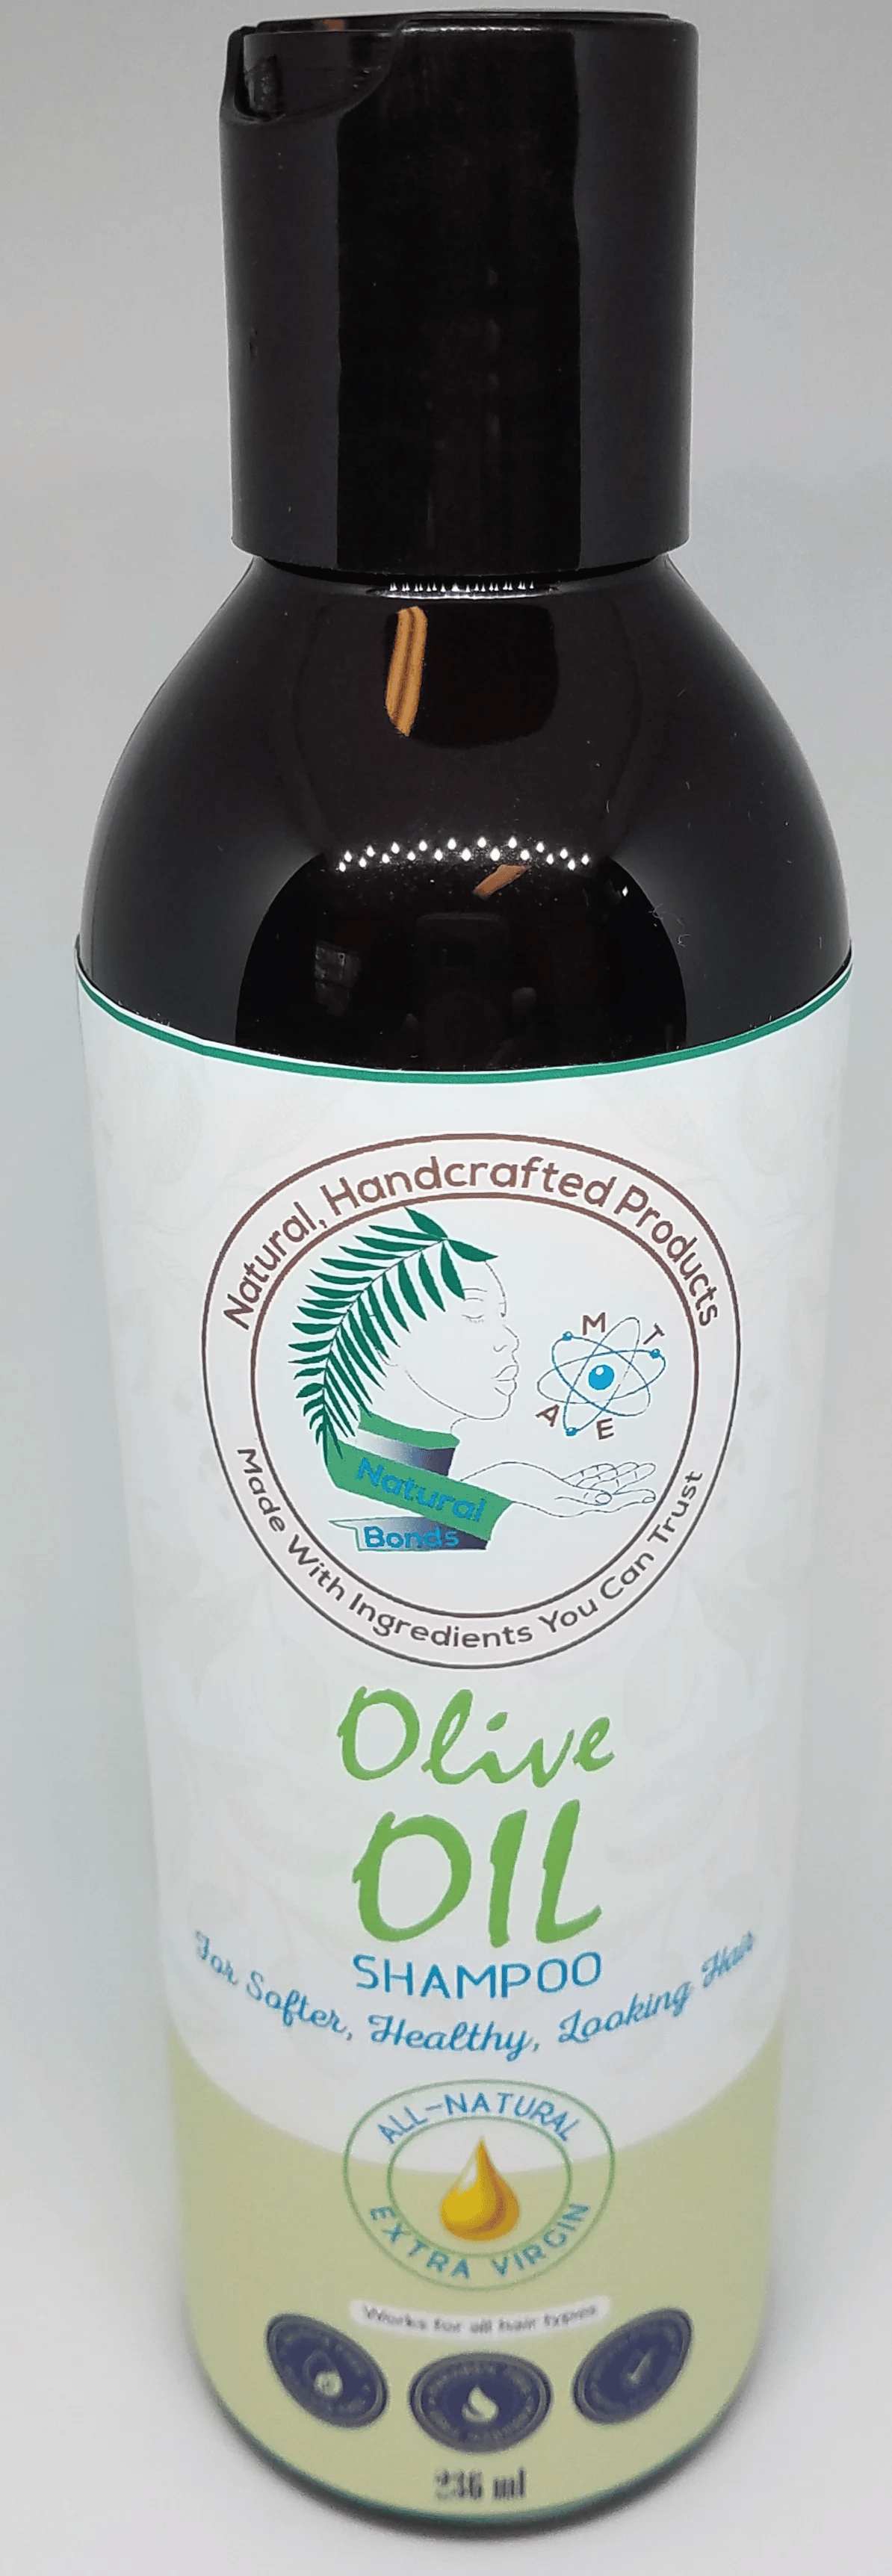 Natural, Handcrafted Products
M T
A E
Natural
Bonds
Made With Ingredients You Can Trust
Olive
OIL
SHAMPOO
For Softer, Healthy, Looking Hair
ALL-NATURAL
EXTRA VIRGIN
Works for all hair types
236 ml